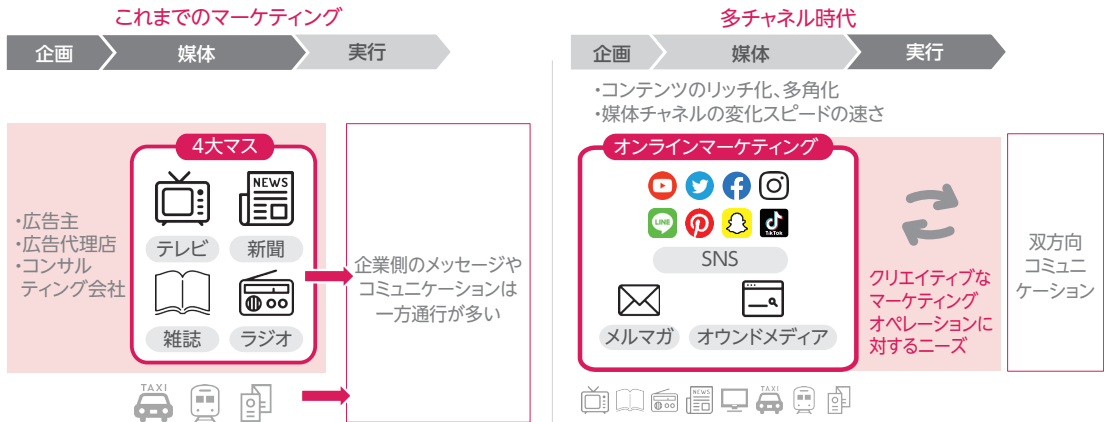 これまでのマーケティング
企画
媒体
実行
4大マス
NEWS
テレビ
新聞
雑誌
ラジオ
・広告主
・広告代理店
・コンサル
ティング会社
企業側のメッセージや
コミュニケーションは
一方通行が多い
TAXI
多チャネル時代
企画
媒体
実行
・コンテンツのリッチ化、多角化
・媒体チャネルの変化スピードの速さ
オンラインマーケティング
LINE
TikTok
SNS
メルマガ
オウンドメディア
クリエイティブな
マーケティング
オペレーションに
対するニーズ
双方向
コミュニ
ケーション
NEWS
TAXI